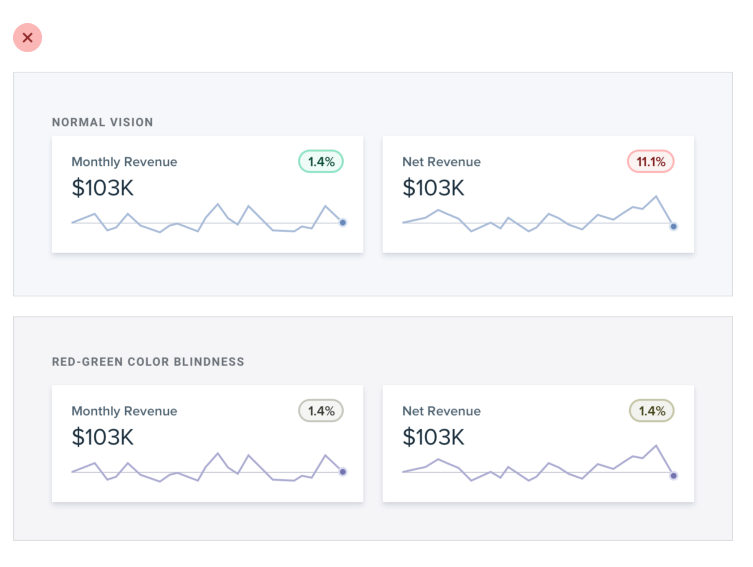 NORMAL VISION
Monthly Revenue 1.4%
$103K
Net Revenue 11.1%
$103K
RED-GREEN COLOR BLINDNESS
Monthly Revenue 1.4%
$103K
Net Revenue 1.4%
$103K